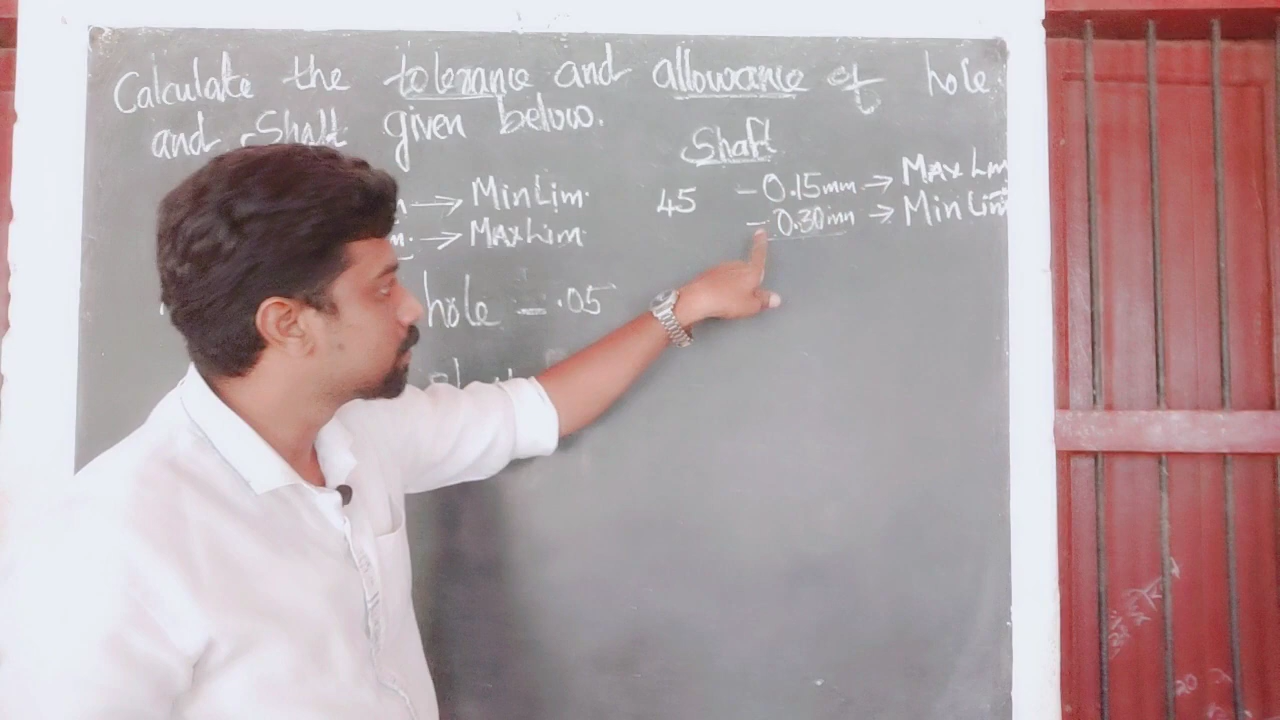 Calculate the tolerance and allowance of hole
and Shaft given below.
Shaft
45 -0.15mm → Max Lim
-0.30mm → Min Lim
→ Min Lim.
→ Max Lim.
hole = .05
20